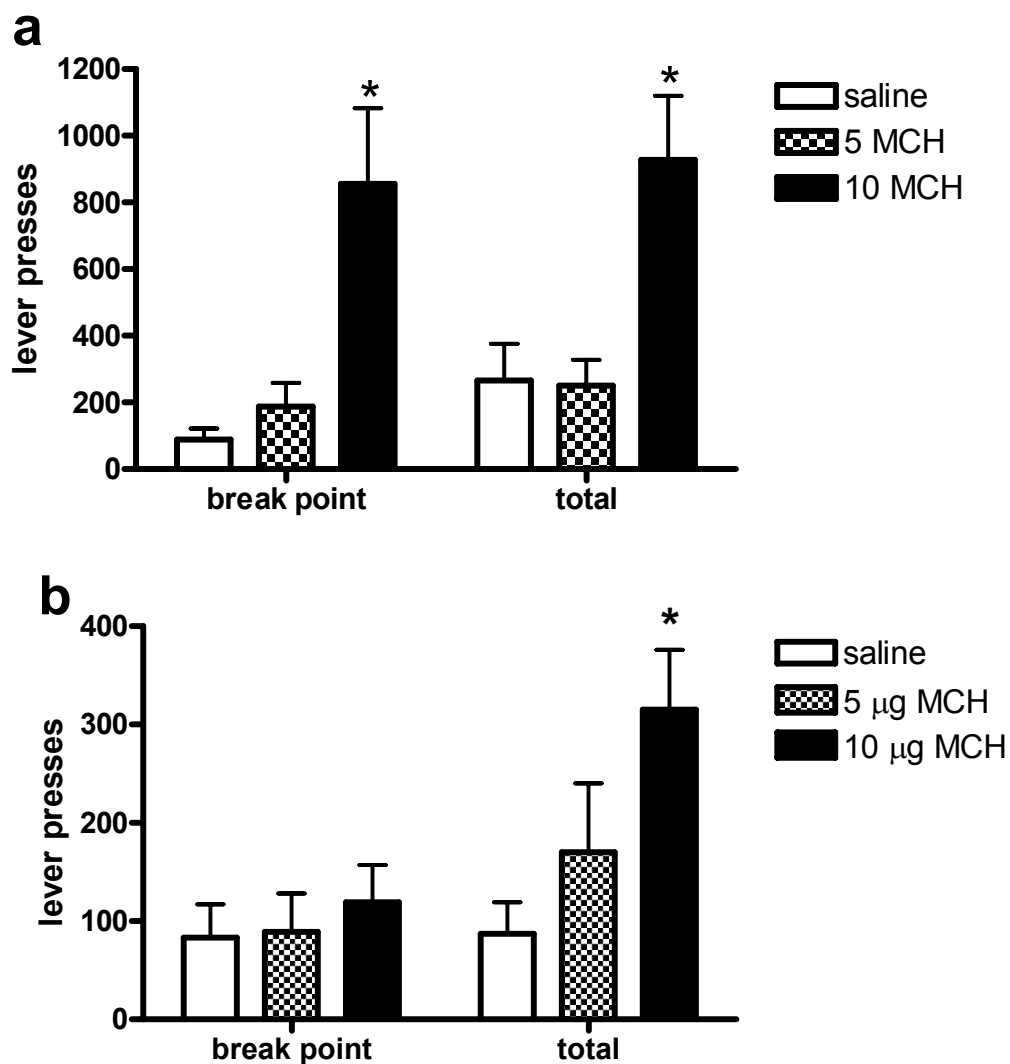 a
lever presses
1200
1000
800
600
400
200
0
*
*
break point
total
saline
5 MCH
10 MCH
b
lever presses
400
300
200
100
0
*
break point
total
saline
5 μg MCH
10 μg MCH